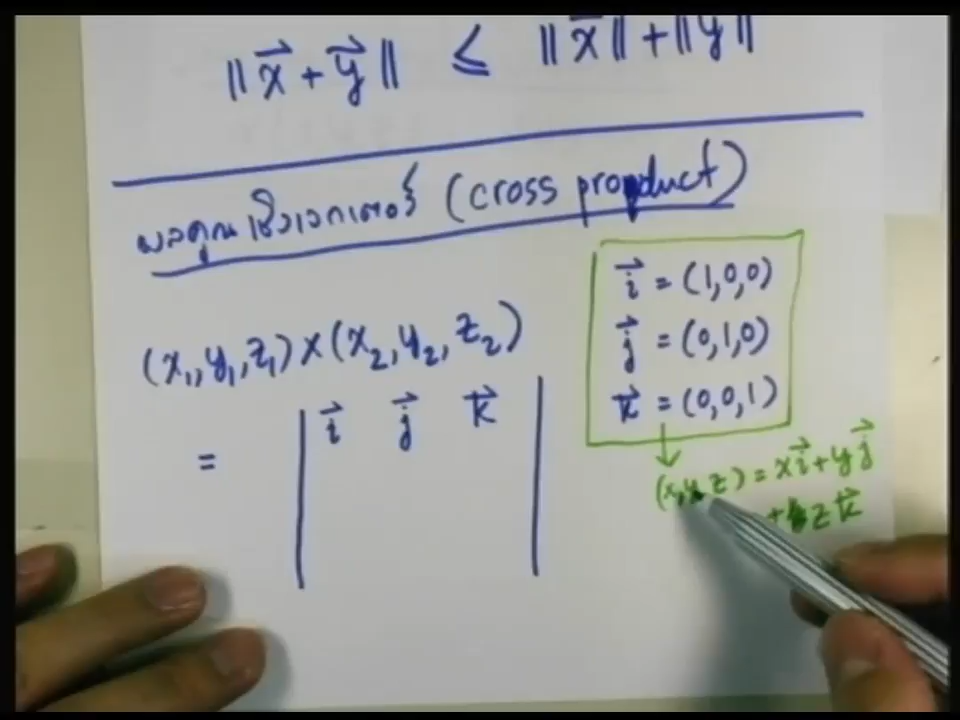 ‖x⃗ + y⃗‖ ≤ ‖x⃗‖ + ‖y‖
ผลคูณเชิงเวกเตอร์ (cross product)
(x₁, y₁, z₁) × (x₂, y₂, z₂)
= | i⃗ j⃗ k⃗ |
i⃗ = (1,0,0)
j⃗ = (0,1,0)
k⃗ = (0,0,1)
(x,y,z) = xi⃗ + yj⃗
+ zk⃗